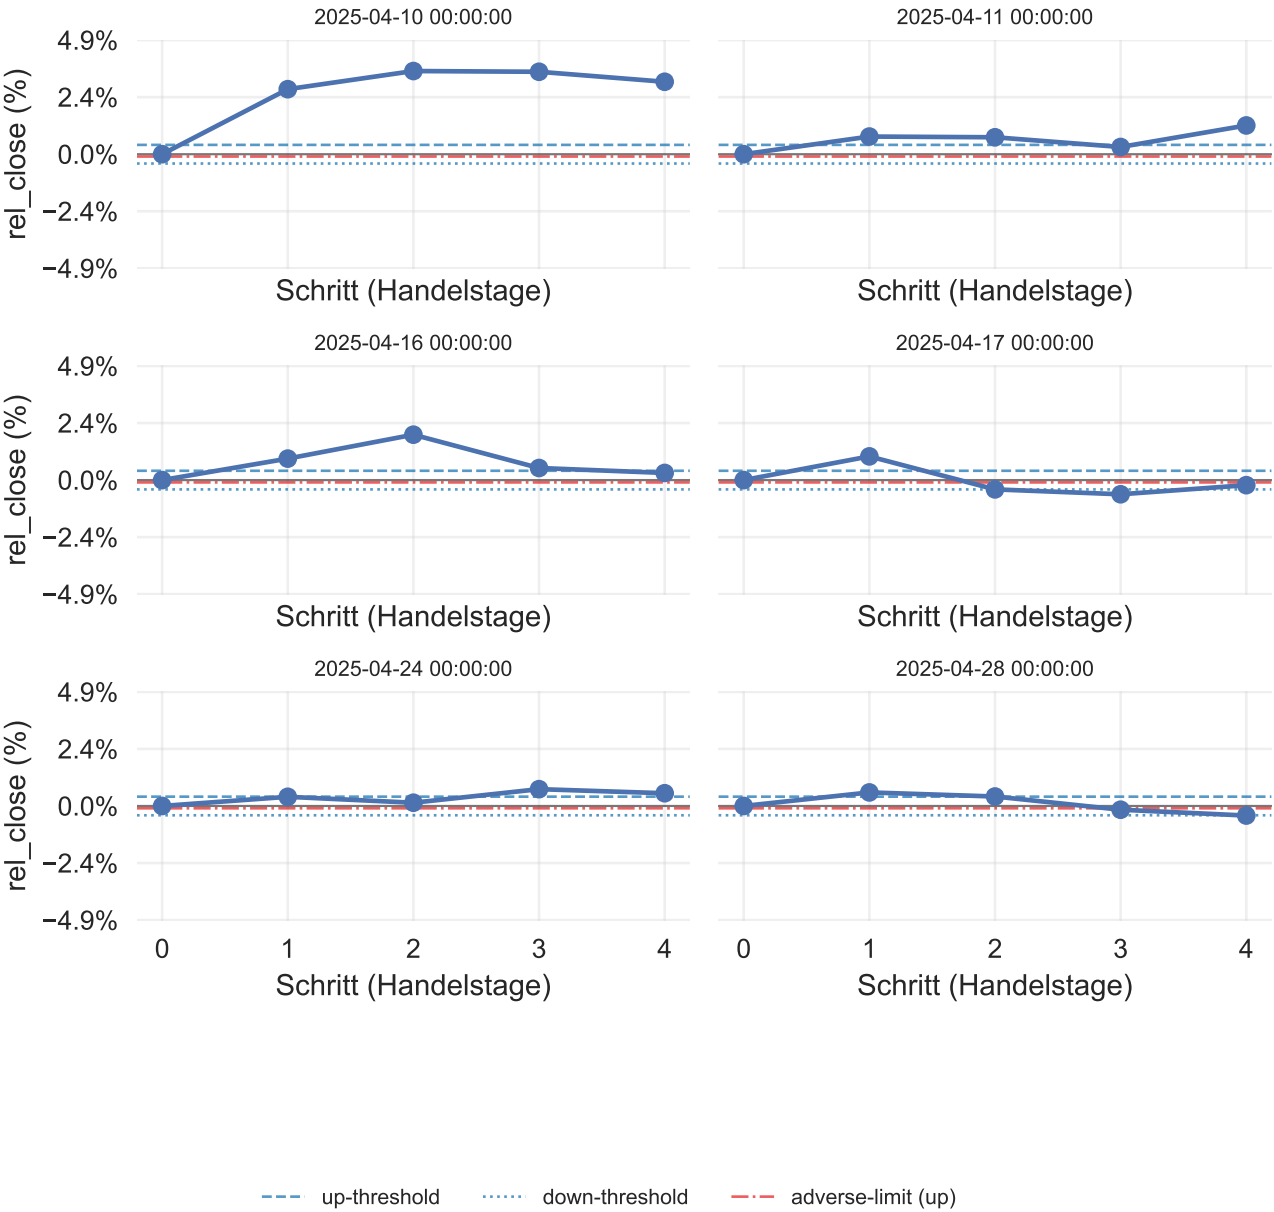 2025-04-10 00:00:00
2025-04-11 00:00:00
4.9%
2.4%
0.0%
−2.4%
−4.9%
rel_close (%)
Schritt (Handelstage)
Schritt (Handelstage)
2025-04-16 00:00:00
2025-04-17 00:00:00
4.9%
2.4%
0.0%
−2.4%
−4.9%
rel_close (%)
Schritt (Handelstage)
Schritt (Handelstage)
2025-04-24 00:00:00
2025-04-28 00:00:00
4.9%
2.4%
0.0%
−2.4%
−4.9%
rel_close (%)
0 1 2 3 4
0 1 2 3 4
Schritt (Handelstage)
Schritt (Handelstage)
up-threshold down-threshold adverse-limit (up)